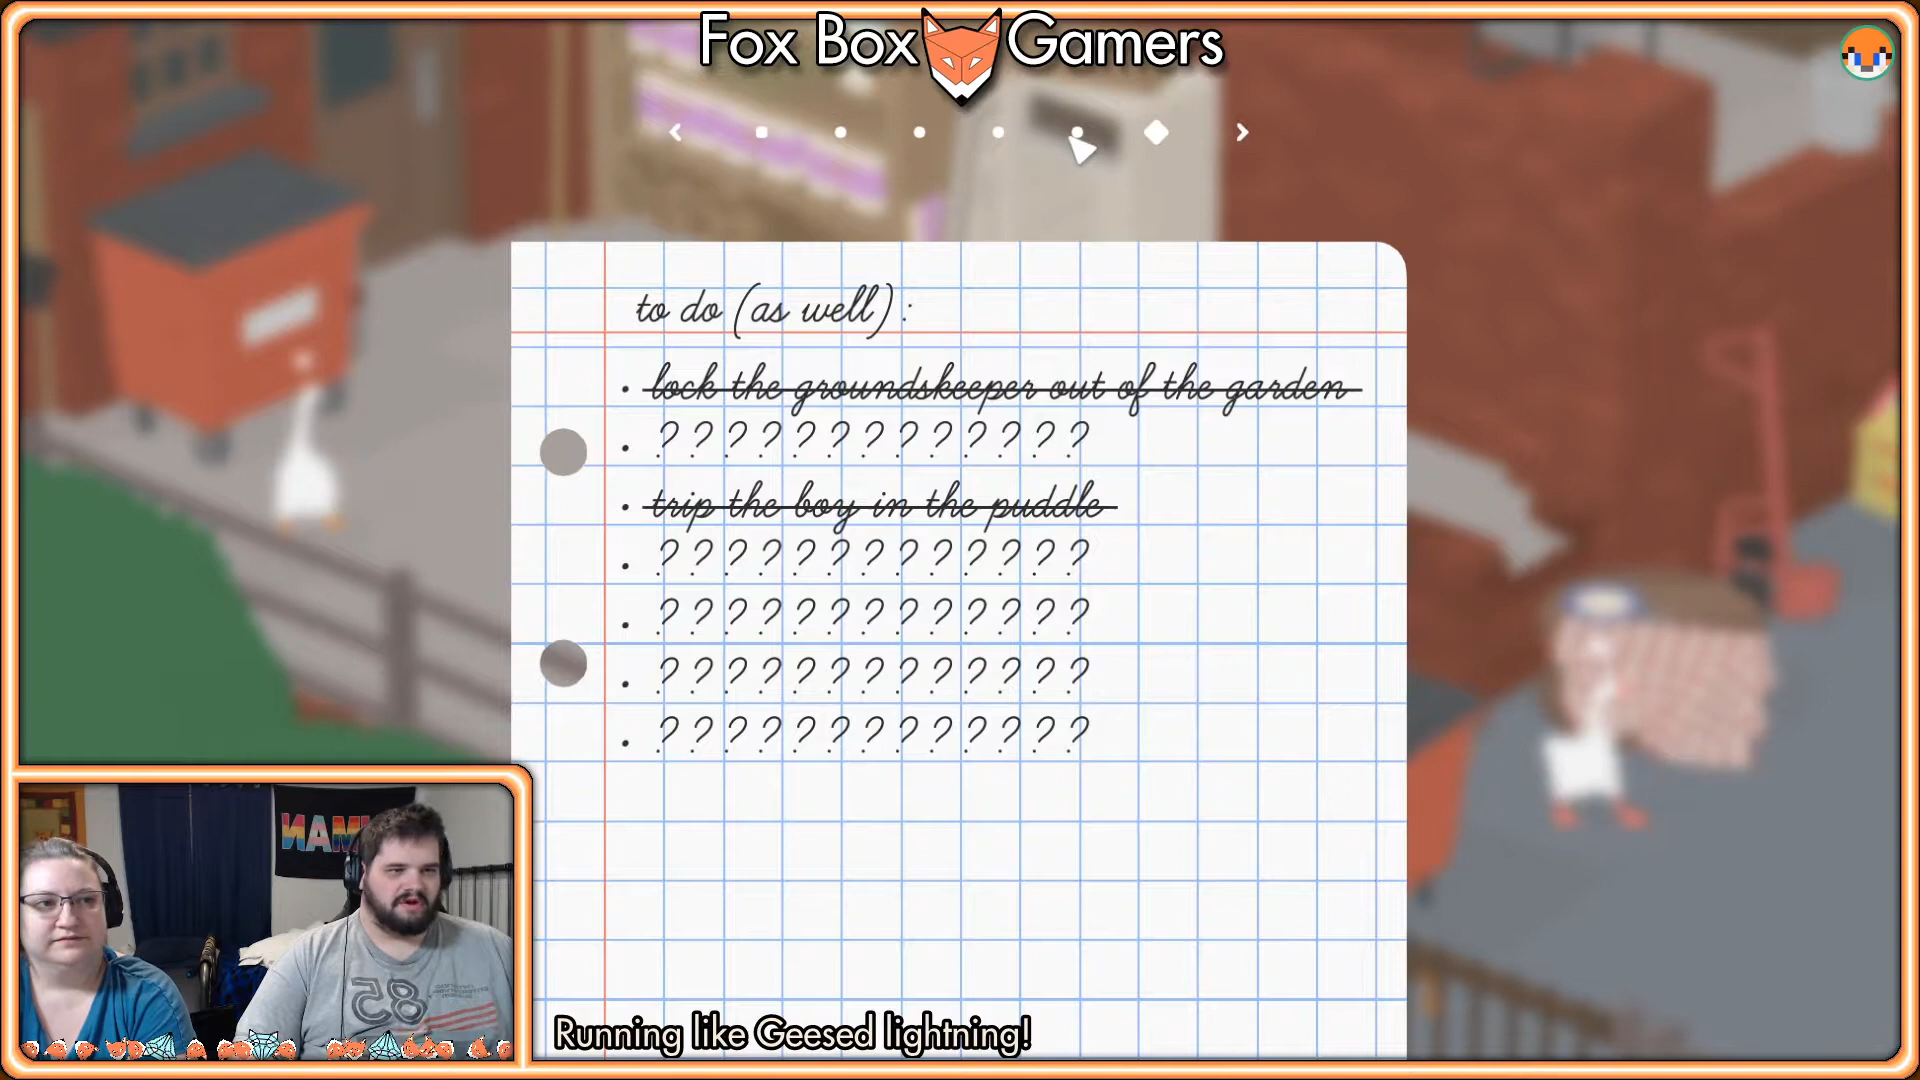 Fox Box Gamers
to do (as well):
• lock the groundskeeper out of the garden
• ? ? ? ? ? ? ? ? ? ? ? ? ?
• trip the boy in the puddle
• ? ? ? ? ? ? ? ? ? ? ? ? ?
• ? ? ? ? ? ? ? ? ? ? ? ? ?
• ? ? ? ? ? ? ? ? ? ? ? ? ?
• ? ? ? ? ? ? ? ? ? ? ? ? ?
58
Running like Geesed lightning!